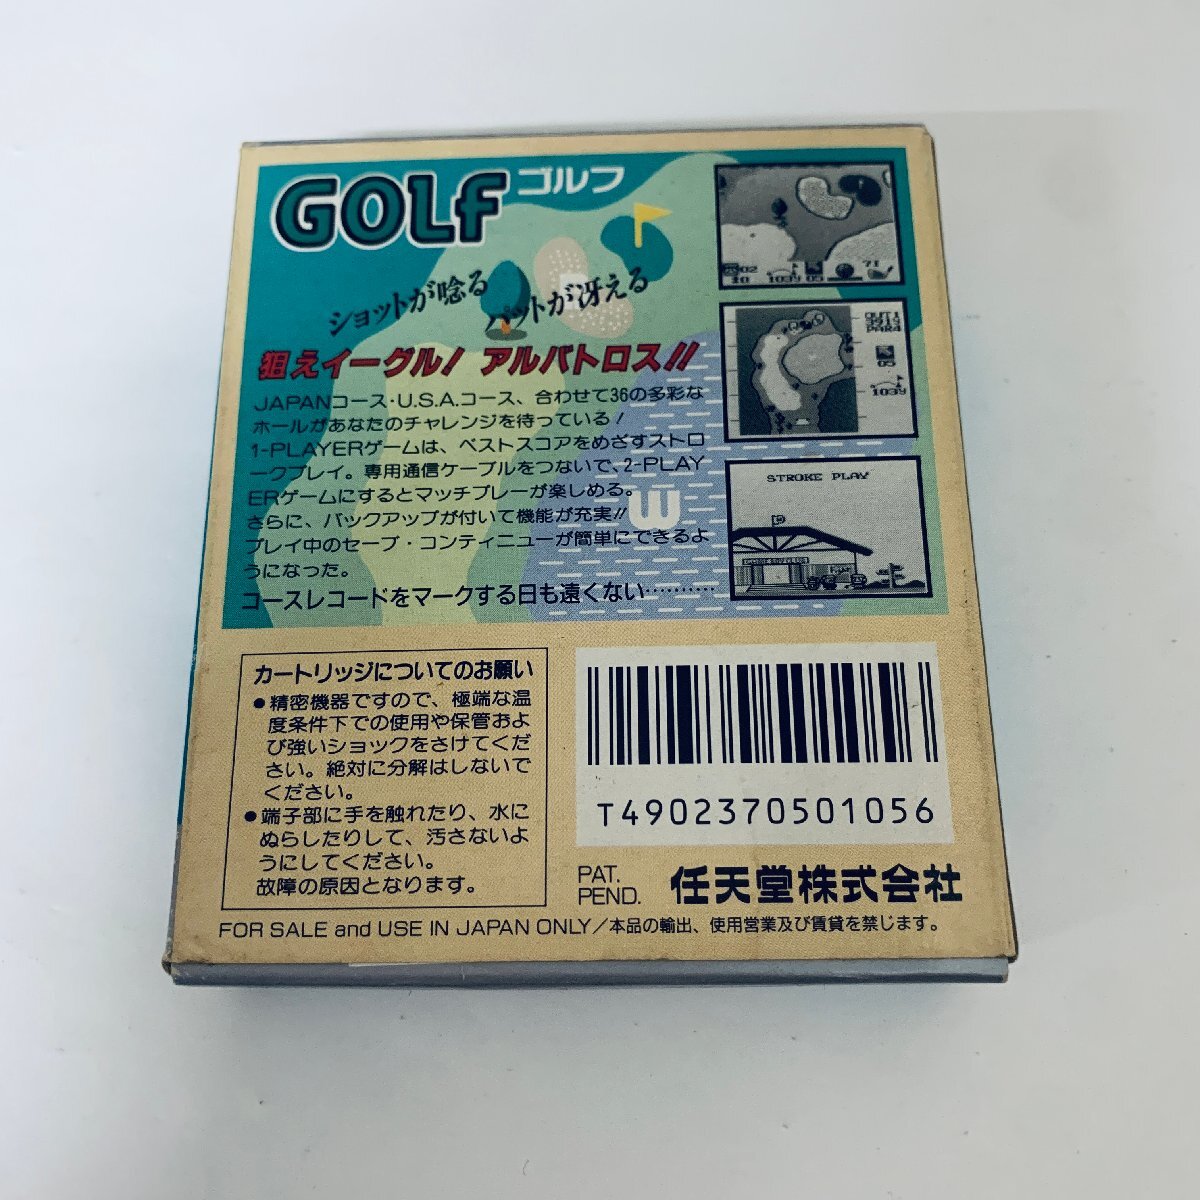 GOLF ゴルフ
ショットが唸る
パットが冴える
狙えイーグル! アルバトロス!!
JAPANコース・U.S.A.コース、合わせて36の多彩な
ホールがあなたのチャレンジを待っている!
1-PLAYERゲームは、ベストスコアをめざすストロ
ークプレイ。専用通信ケーブルをつないで、2-PLAY
ERゲームにするとマッチプレーが楽しめる。
さらに、バックアップが付いて機能が充実!!
プレイ中のセーブ・コンティニューが簡単にできるよ
うになった。
コースレコードをマークする日も遠くない………
W
71
02
10 103Y 05
OUT1
391Y
PAR4
05
103Y
STROKE PLAY
カートリッジについてのお願い
●精密機器ですので、極端な温
度条件下での使用や保管およ
び強いショックをさけてくだ
さい。絶対に分解はしないで
ください。
●端子部に手を触れたり、水に
ぬらしたりして、汚さないよ
うにしてください。
故障の原因となります。
T4902370501056
PAT.
PEND.
任天堂株式会社
FOR SALE and USE IN JAPAN ONLY/本品の輸出、使用営業及び賃貸を禁じます。